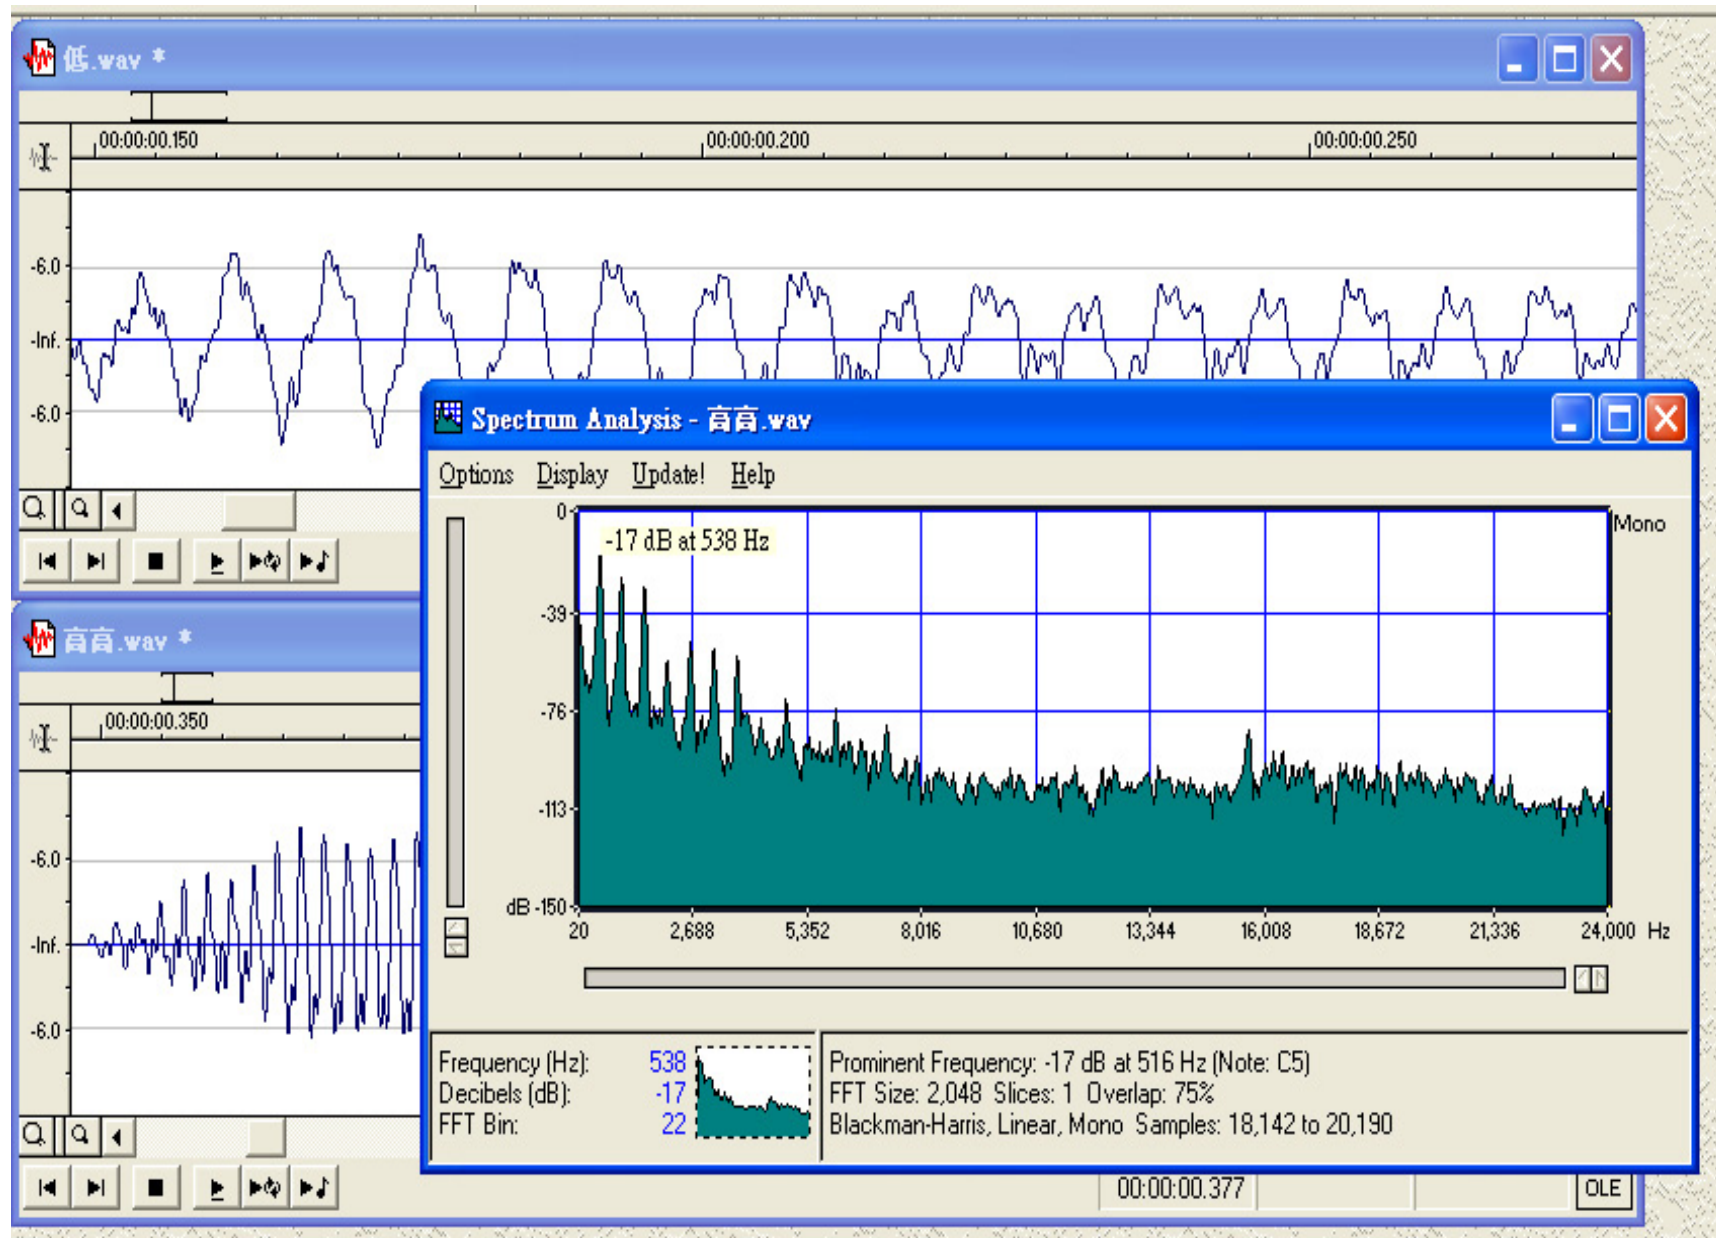 低.wav *
00:00:00.150 00:00:00.200 00:00:00.250
-6.0
-Inf.
-6.0
Spectrum Analysis - 高高.wav
Options Display Update! Help
0
-17 dB at 538 Hz
Mono
-39
-76
-113
dB -150
20 2,688 5,352 8,016 10,680 13,344 16,008 18,672 21,336 24,000 Hz
Frequency (Hz): 538
Decibels (dB): -17
FFT Bin: 22
Prominent Frequency: -17 dB at 516 Hz (Note: C5)
FFT Size: 2,048 Slices: 1 Overlap: 75%
Blackman-Harris, Linear, Mono Samples: 18,142 to 20,190
高高.wav *
00:00:00.350
-6.0
-Inf.
-6.0
00:00:00.377
OLE